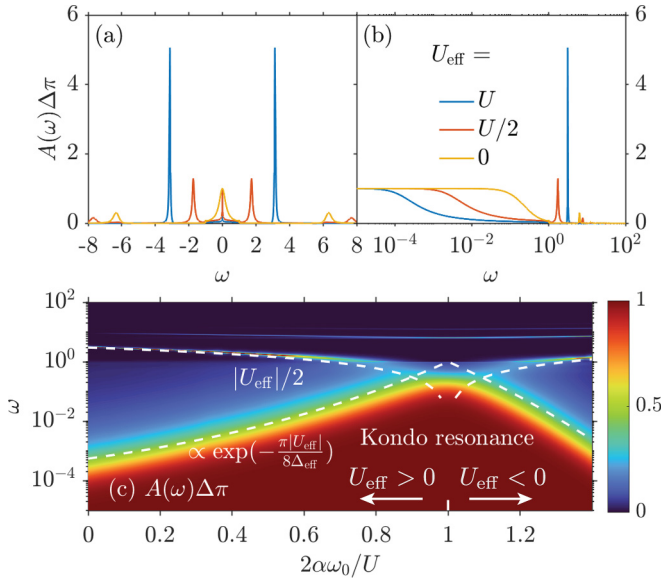 6
4
2
0
A(ω)Δπ
(a)
-8 -6 -4 -2 0 2 4 6 8
ω
(b)
U_eff =
U
U/2
0
6
4
2
0
10^-4 10^-2 10^0 10^2
ω
10^2
10^0
10^-2
10^-4
ω
|U_eff|/2
∝ exp(-π|U_eff|/8Δ_eff)
Kondo resonance
U_eff > 0 U_eff < 0
(c) A(ω)Δπ
0 0.2 0.4 0.6 0.8 1 1.2
2αω_0/U
1
0.5
0